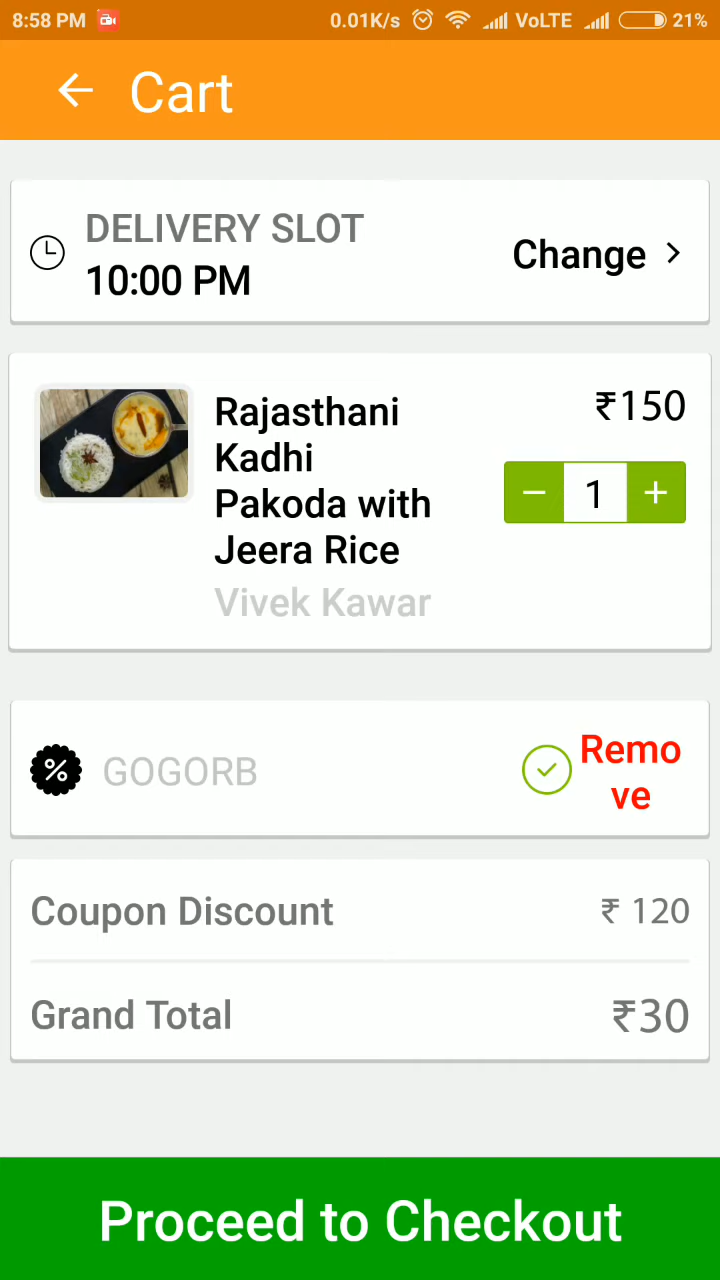 8:58 PM 0.01K/s VoLTE 21%
Cart
DELIVERY SLOT
10:00 PM
Change
Rajasthani
Kadhi
Pakoda with
Jeera Rice
Vivek Kawar
₹150
− 1 +
% GOGORB
Remo
ve
Coupon Discount ₹ 120
Grand Total ₹30
Proceed to Checkout